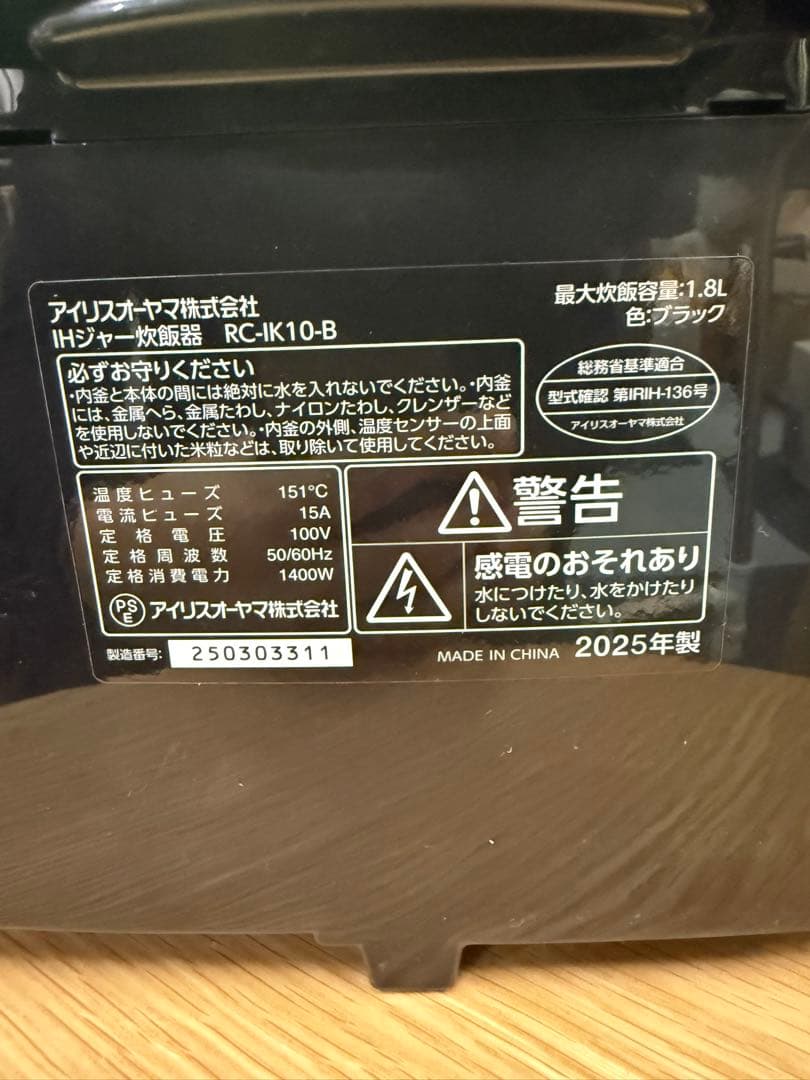 アイリスオーヤマ株式会社
IHジャー炊飯器 RC-IK10-B
最大炊飯容量:1.8L
色:ブラック
必ずお守りください
・内釜と本体の間には絶対に水を入れないでください。・内釜
には、金属へら、金属たわし、ナイロンたわし、クレンザーなど
を使用しないでください。・内釜の外側、温度センサーの上面
や近辺に付いた米粒などは、取り除いて使用してください。
総務省基準適合
型式確認 第IRIH-136号
アイリスオーヤマ株式会社
温度ヒューズ 151℃
電流ヒューズ 15A
定格電圧 100V
定格周波数 50/60Hz
定格消費電力 1400W
PSE アイリスオーヤマ株式会社
警告
感電のおそれあり
水につけたり、水をかけたり
しないでください。
製造番号: 250303311
MADE IN CHINA 2025年製